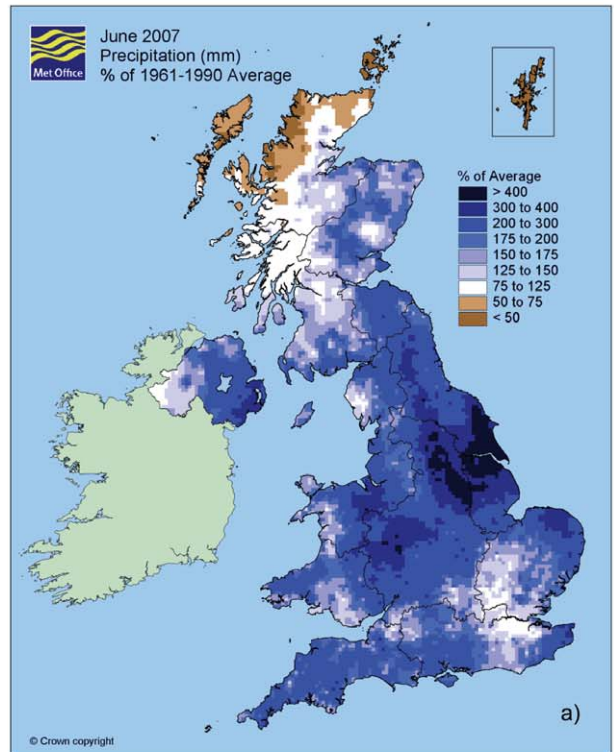 June 2007
Precipitation (mm)
% of 1961-1990 Average
Met Office
% of Average
> 400
300 to 400
200 to 300
175 to 200
150 to 175
125 to 150
75 to 125
50 to 75
< 50
a)
© Crown copyright